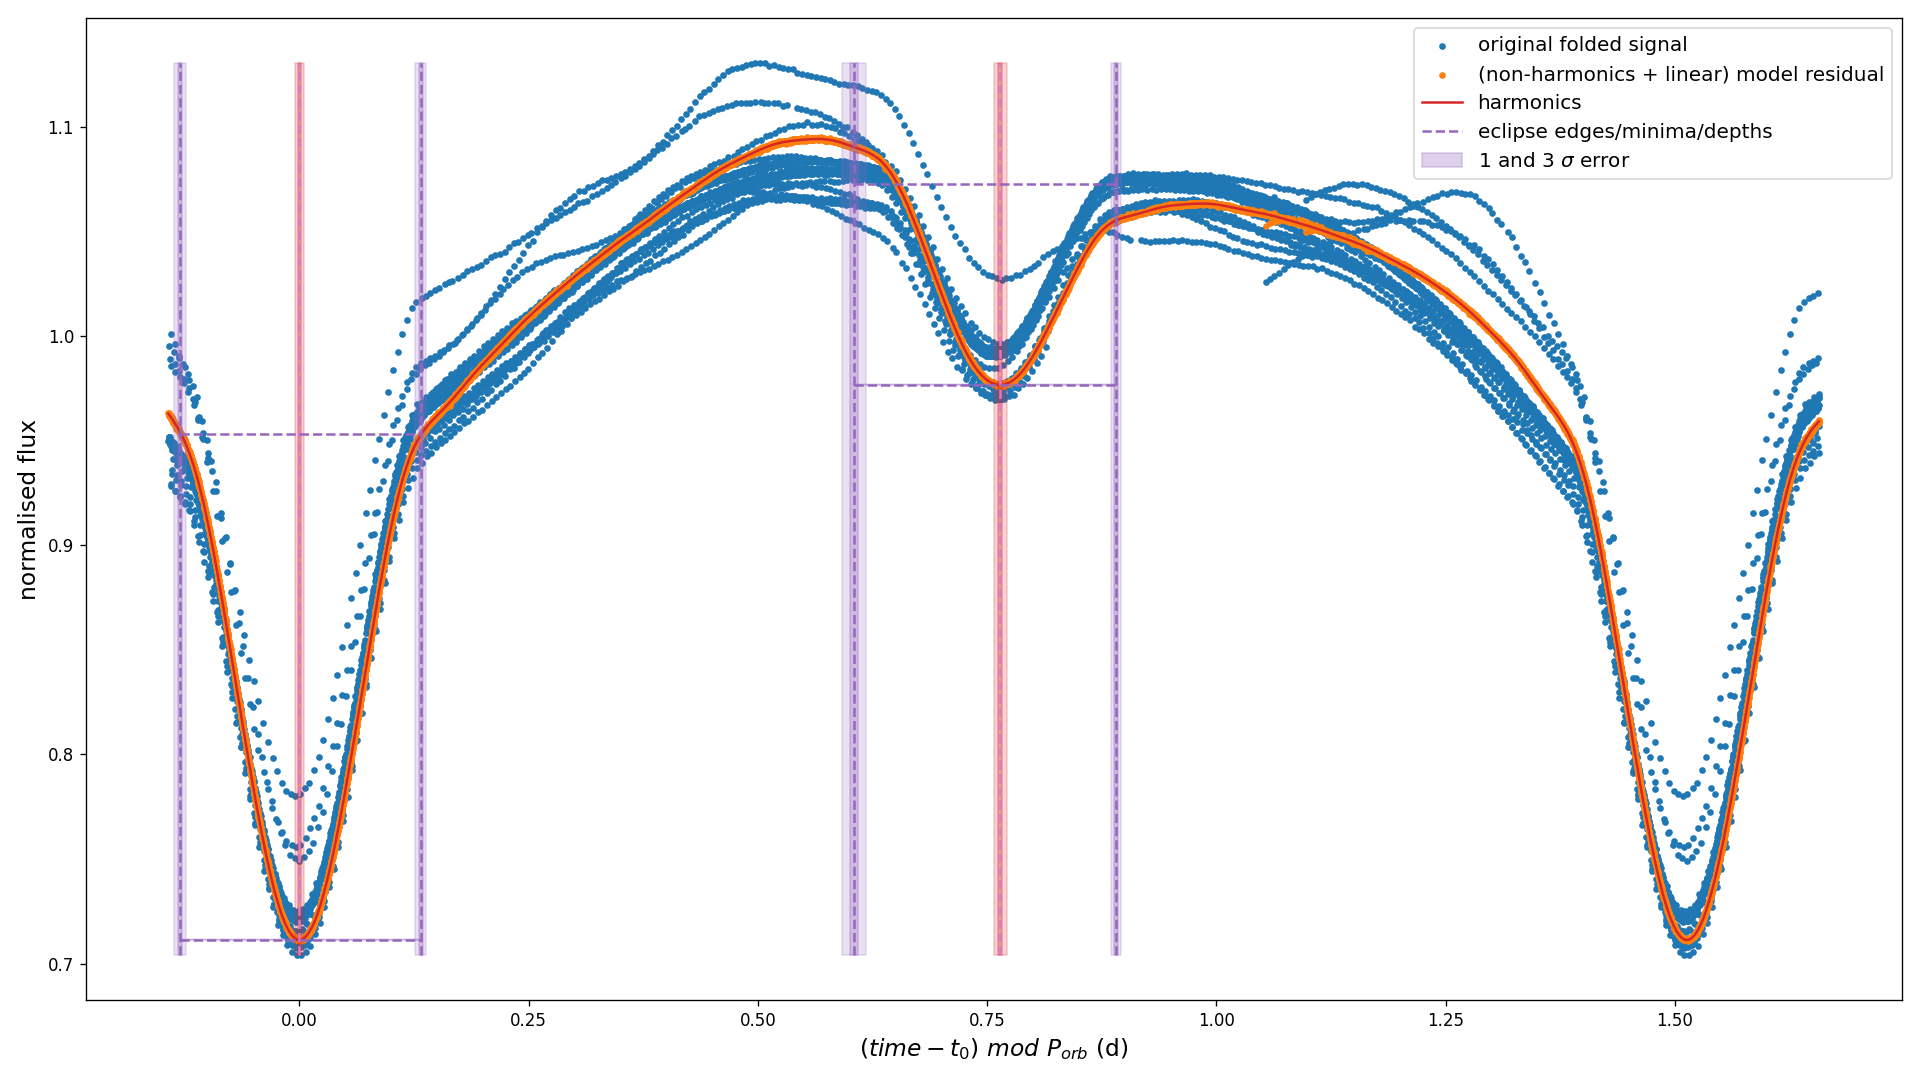 original folded signal
(non-harmonics + linear) model residual
harmonics
eclipse edges/minima/depths
1 and 3 σ error
normalised flux
1.1
1.0
0.9
0.8
0.7
0.00 0.25 0.50 0.75 1.00 1.25 1.50
(time − t₀) mod Pₒᵣ𝑏 (d)